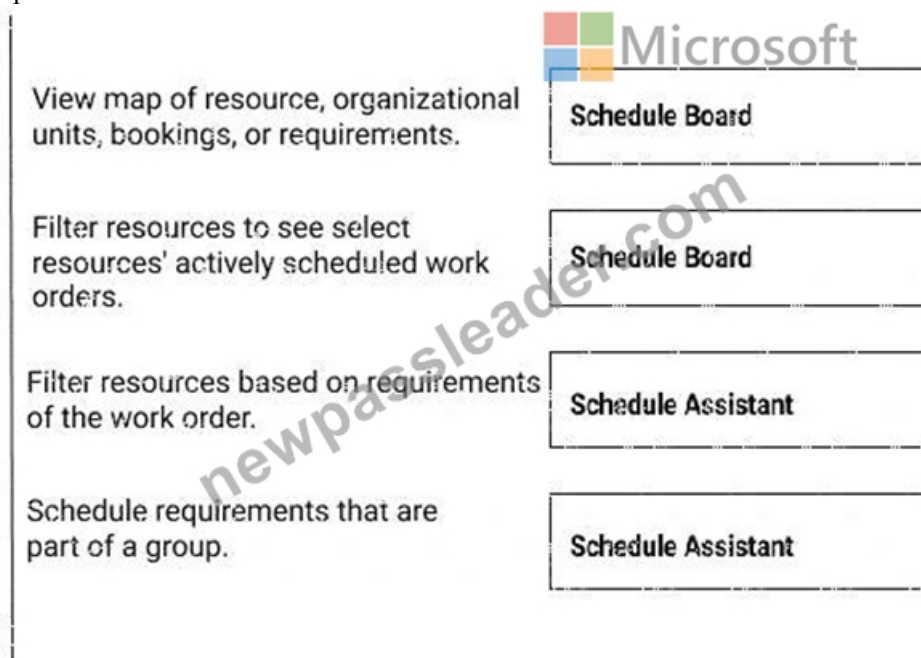 Microsoft
View map of resource, organizational
units, bookings, or requirements.
Schedule Board
Filter resources to see select
resources' actively scheduled work
orders.
Schedule Board
Filter resources based on requirements
of the work order.
Schedule Assistant
Schedule requirements that are
part of a group.
Schedule Assistant
newpassleader.com